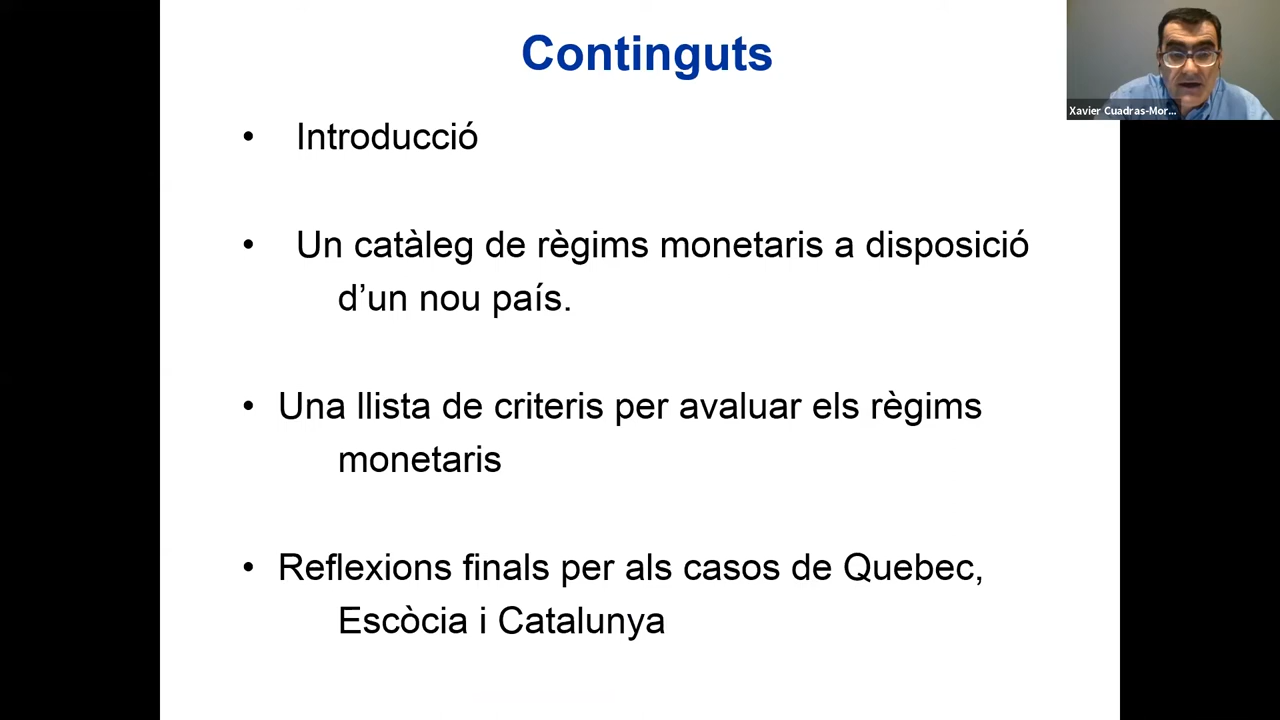 Continguts
Xavier Cuadras-Mor...
• Introducció
• Un catàleg de règims monetaris a disposició
d’un nou país.
• Una llista de criteris per avaluar els règims
monetaris
• Reflexions finals per als casos de Quebec,
Escòcia i Catalunya